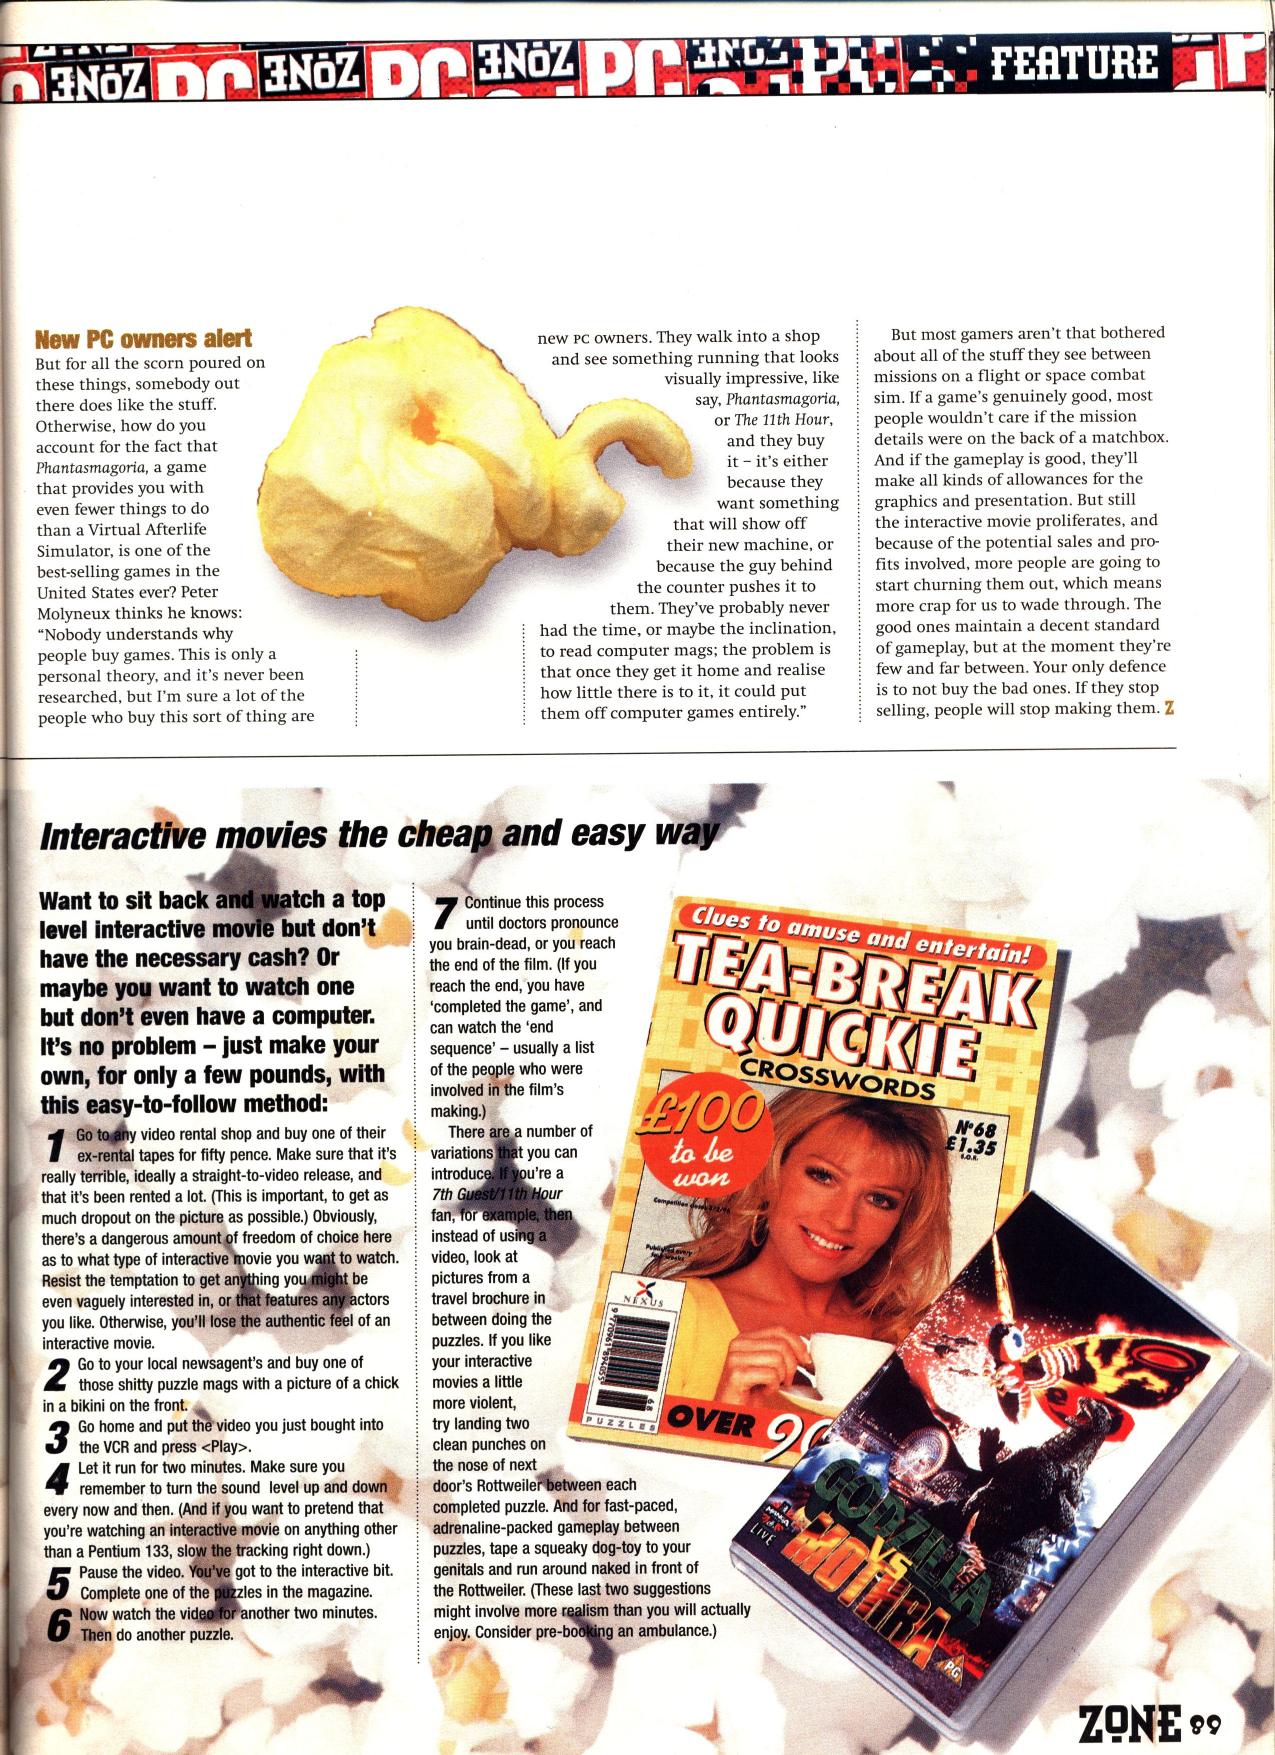 ZONE PC ZONE PC ZONE PC ZONE PC FEATURE
New PC owners alert
But for all the scorn poured on
these things, somebody out
there does like the stuff.
Otherwise, how do you
account for the fact that
Phantasmagoria, a game
that provides you with
even fewer things to do
than a Virtual Afterlife
Simulator, is one of the
best-selling games in the
United States ever? Peter
Molyneux thinks he knows:
“Nobody understands why
people buy games. This is only a
personal theory, and it's never been
researched, but I'm sure a lot of the
people who buy this sort of thing are
new PC owners. They walk into a shop
and see something running that looks
visually impressive, like
say, Phantasmagoria,
or The 11th Hour,
and they buy
it – it's either
because they
want something
that will show off
their new machine, or
because the guy behind
the counter pushes it to
them. They've probably never
had the time, or maybe the inclination,
to read computer mags; the problem is
that once they get it home and realise
how little there is to it, it could put
them off computer games entirely.”
But most gamers aren't that bothered
about all of the stuff they see between
missions on a flight or space combat
sim. If a game's genuinely good, most
people wouldn't care if the mission
details were on the back of a matchbox.
And if the gameplay is good, they'll
make all kinds of allowances for the
graphics and presentation. But still
the interactive movie proliferates, and
because of the potential sales and pro-
fits involved, more people are going to
start churning them out, which means
more crap for us to wade through. The
good ones maintain a decent standard
of gameplay, but at the moment they're
few and far between. Your only defence
is to not buy the bad ones. If they stop
selling, people will stop making them. Z
Interactive movies the cheap and easy way
Want to sit back and watch a top
level interactive movie but don't
have the necessary cash? Or
maybe you want to watch one
but don't even have a computer.
It's no problem – just make your
own, for only a few pounds, with
this easy-to-follow method:
1 Go to any video rental shop and buy one of their
ex-rental tapes for fifty pence. Make sure that it's
really terrible, ideally a straight-to-video release, and
that it's been rented a lot. (This is important, to get as
much dropout on the picture as possible.) Obviously,
there's a dangerous amount of freedom of choice here
as to what type of interactive movie you want to watch.
Resist the temptation to get anything you might be
even vaguely interested in, or that features any actors
you like. Otherwise, you'll lose the authentic feel of an
interactive movie.
2 Go to your local newsagent's and buy one of
those shitty puzzle mags with a picture of a chick
in a bikini on the front.
3 Go home and put the video you just bought into
the VCR and press <Play>.
4 Let it run for two minutes. Make sure you
remember to turn the sound level up and down
every now and then. (And if you want to pretend that
you're watching an interactive movie on anything other
than a Pentium 133, slow the tracking right down.)
5 Pause the video. You've got to the interactive bit.
Complete one of the puzzles in the magazine.
6 Now watch the video for another two minutes.
Then do another puzzle.
7 Continue this process
until doctors pronounce
you brain-dead, or you reach
the end of the film. (If you
reach the end, you have
‘completed the game’, and
can watch the ‘end
sequence’ – usually a list
of the people who were
involved in the film's
making.)
There are a number of
variations that you can
introduce. If you're a
7th Guest/11th Hour
fan, for example, then
instead of using a
video, look at
pictures from a
travel brochure in
between doing the
puzzles. If you like
your interactive
movies a little
more violent,
try landing two
clean punches on
the nose of next
door's Rottweiler between each
completed puzzle. And for fast-paced,
adrenaline-packed gameplay between
puzzles, tape a squeaky dog-toy to your
genitals and run around naked in front of
the Rottweiler. (These last two suggestions
might involve more realism than you will actually
enjoy. Consider pre-booking an ambulance.)
Clues to amuse and entertain!
TEA-BREAK
QUICKIE
CROSSWORDS
£100
to be
won
Nº68
£1.35
Published every
NEXUS
PUZZLES
OVER 90
GODZILLA
VS
MOTHRA
LIVE
PG
ZONE 99